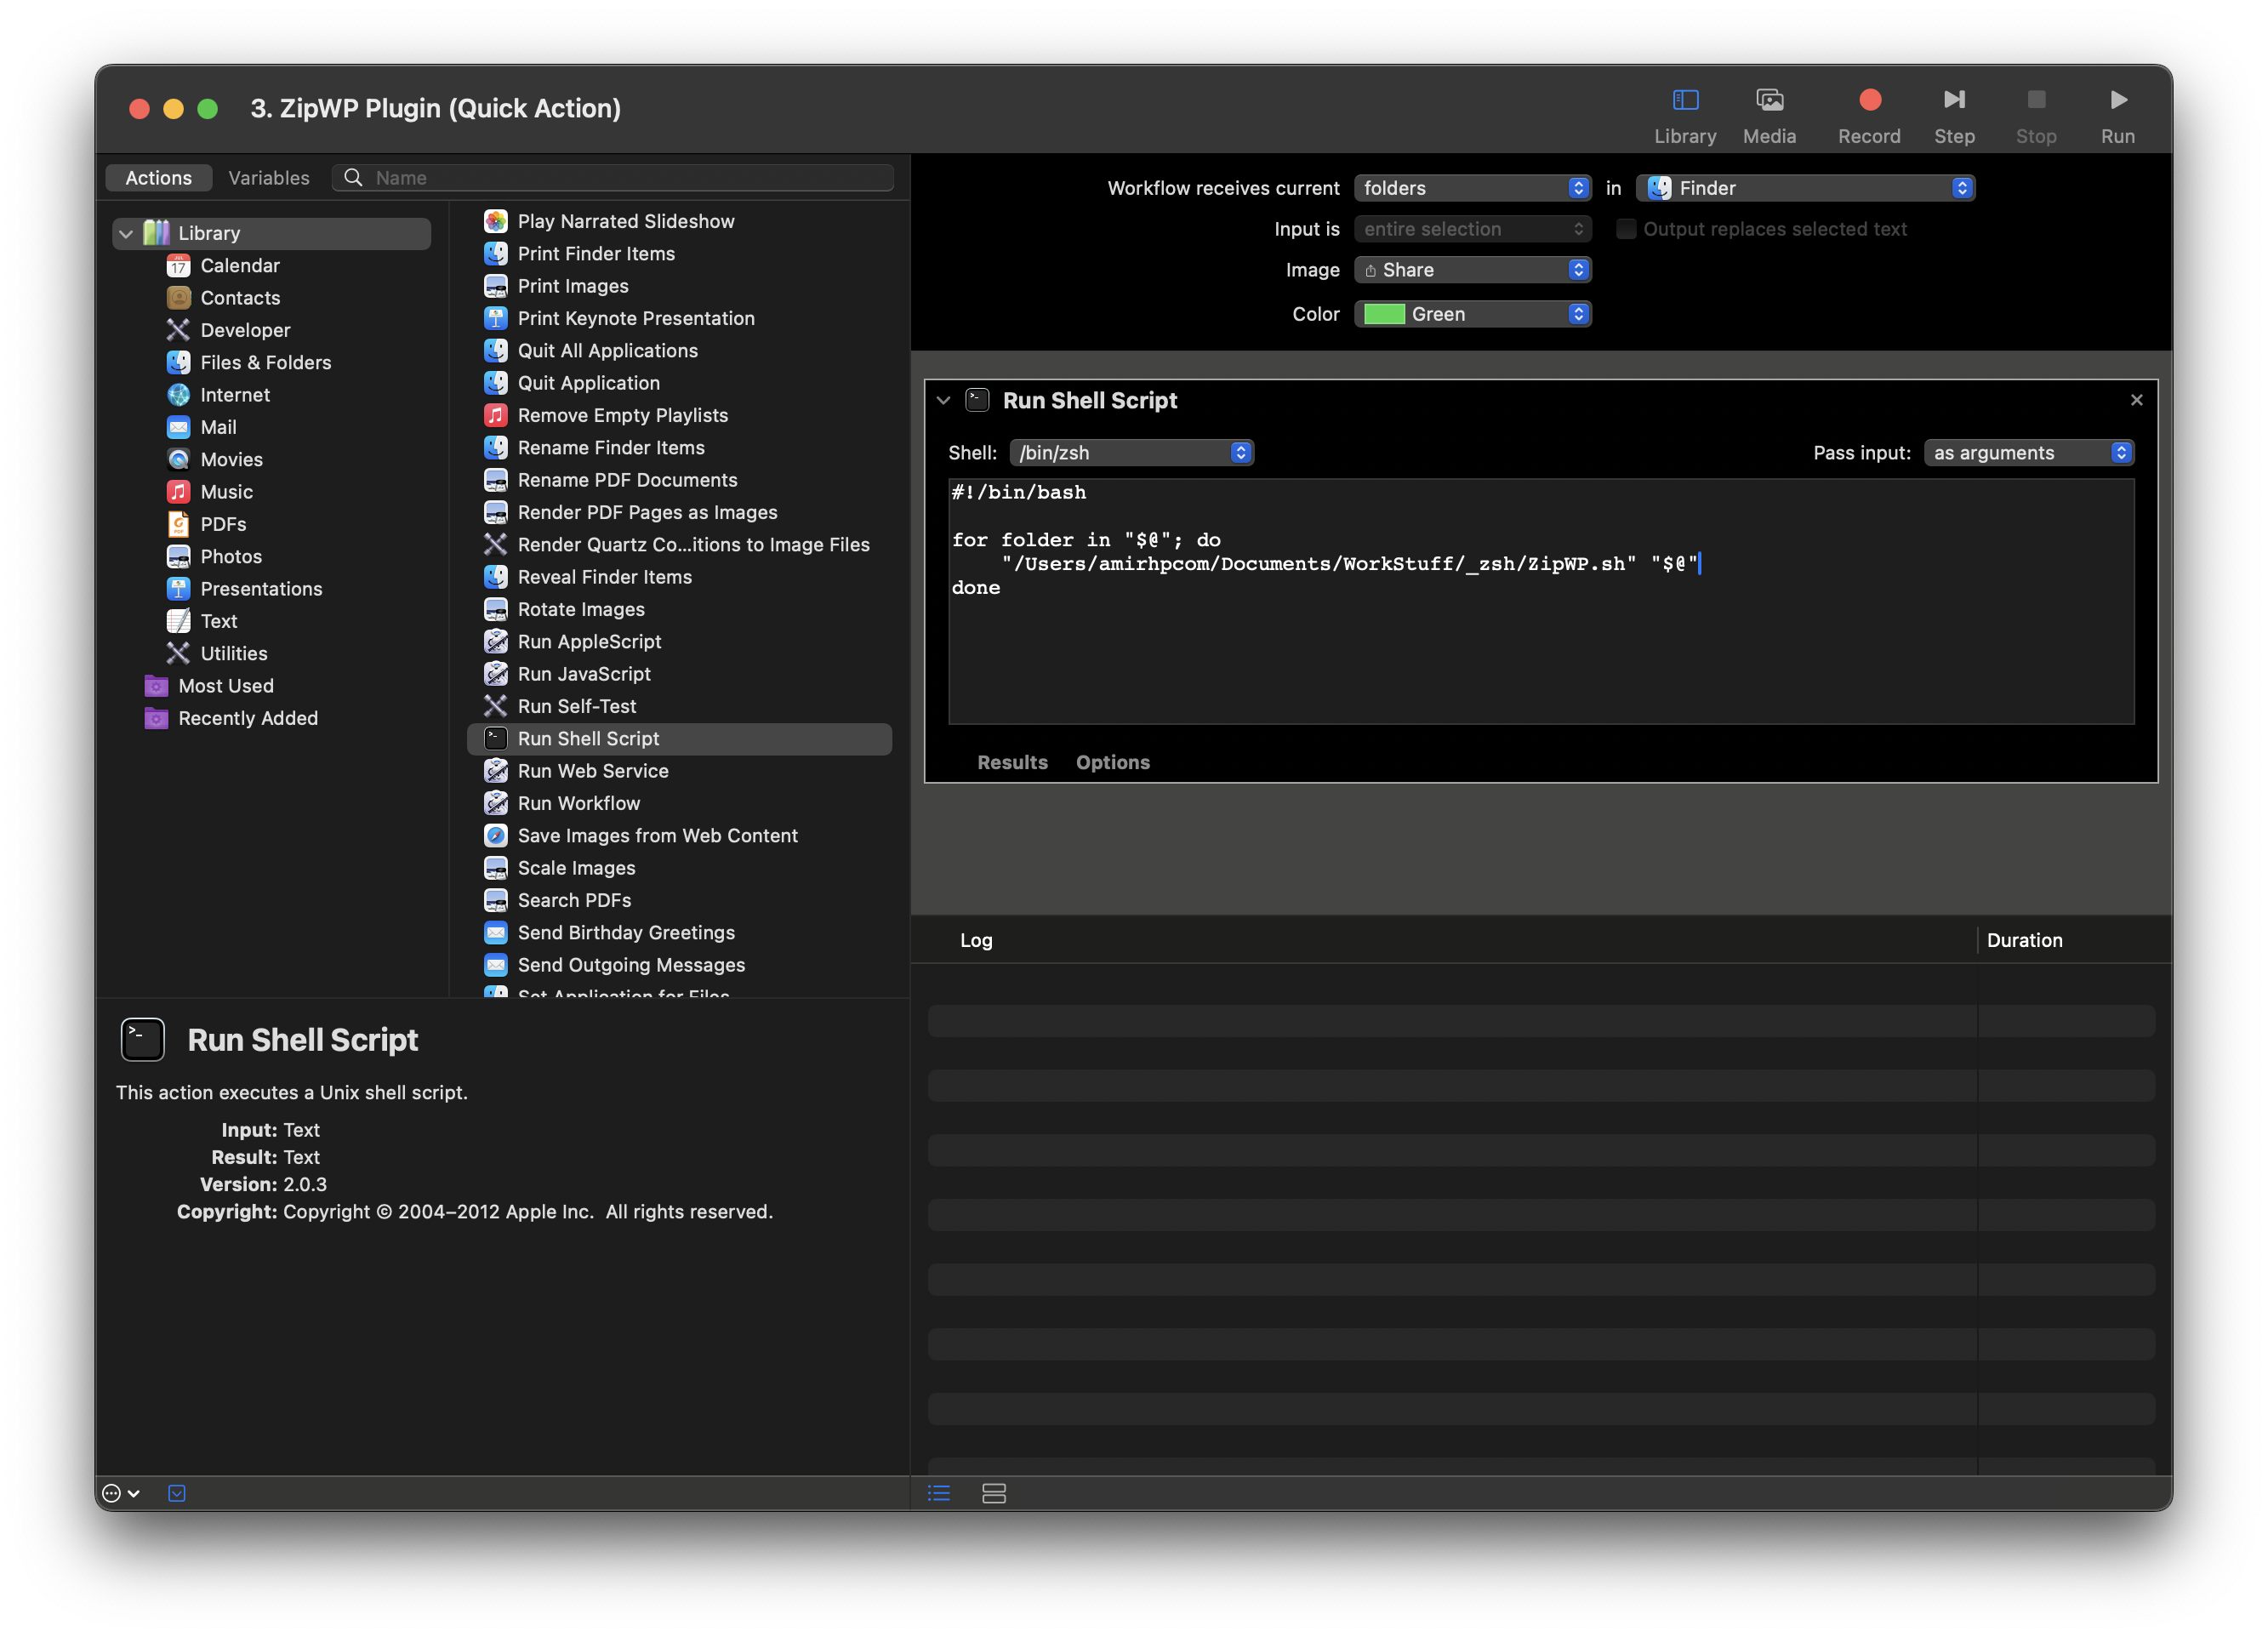 3. ZipWP Plugin (Quick Action)
Library
Media
Record
Step
Stop
Run
Actions
Variables
Name
Library
Calendar
JUL
17
Contacts
Developer
Files & Folders
Internet
Mail
Movies
Music
PDFs
Photos
Presentations
Text
Utilities
Most Used
Recently Added
Play Narrated Slideshow
Print Finder Items
Print Images
Print Keynote Presentation
Quit All Applications
Quit Application
Remove Empty Playlists
Rename Finder Items
Rename PDF Documents
Render PDF Pages as Images
Render Quartz Co...itions to Image Files
Reveal Finder Items
Rotate Images
Run AppleScript
Run JavaScript
Run Self-Test
Run Shell Script
Run Web Service
Run Workflow
Save Images from Web Content
Scale Images
Search PDFs
Send Birthday Greetings
Send Outgoing Messages
Set Application for Files
Run Shell Script
This action executes a Unix shell script.
Input: Text
Result: Text
Version: 2.0.3
Copyright: Copyright © 2004–2012 Apple Inc. All rights reserved.
Workflow receives current folders in Finder
Input is entire selection Output replaces selected text
Image Share
Color Green
Run Shell Script
Shell: /bin/zsh Pass input: as arguments
#!/bin/bash
for folder in "$@"; do
"/Users/amirhpcom/Documents/WorkStuff/_zsh/ZipWP.sh" "$@"
done
Results Options
Log Duration